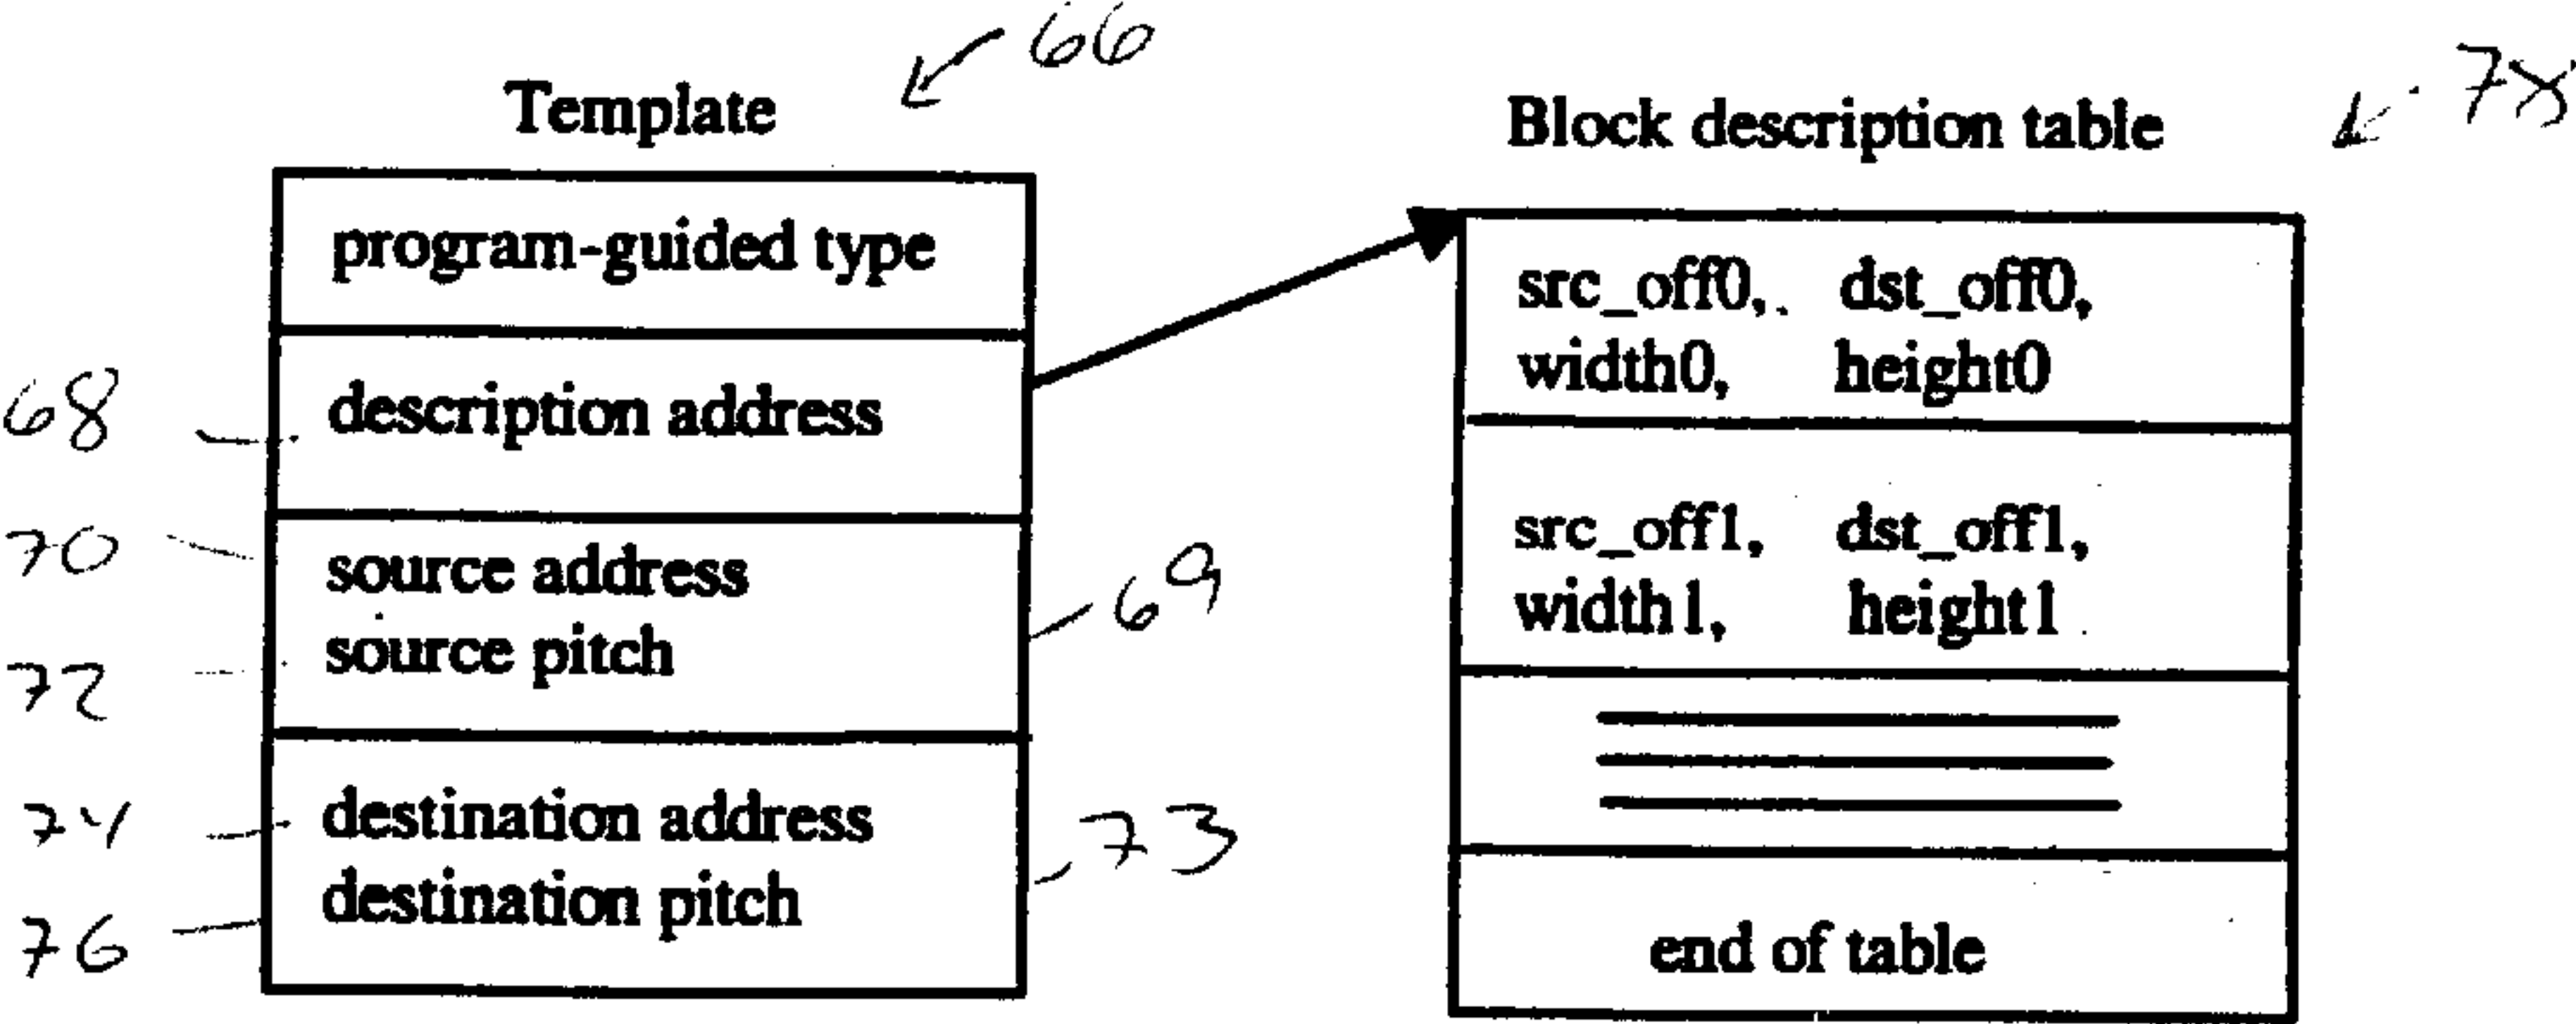 66
Template
program-guided type
68
description address
70
source address
69
72
source pitch
74
destination address
73
76
destination pitch
78
Block description table
src_off0, dst_off0,
width0, height0
src_off1, dst_off1,
width1, height1
end of table